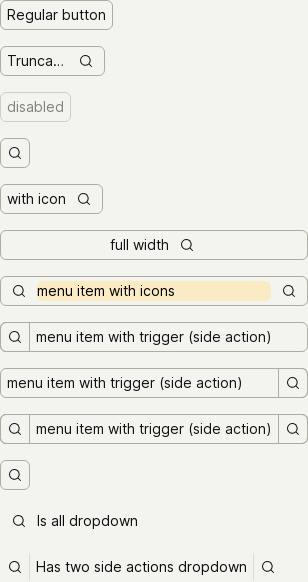 Regular button
Trunca...
disabled
with icon
full width
menu item with icons
menu item with trigger (side action)
menu item with trigger (side action)
menu item with trigger (side action)
Is all dropdown
Has two side actions dropdown